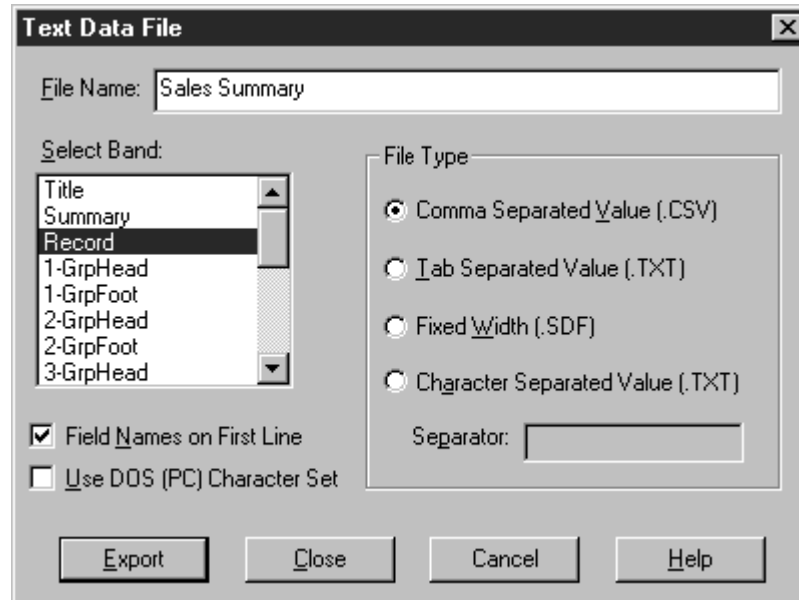 Text Data File
File Name: Sales Summary
Select Band:
Title
Summary
Record
1-GrpHead
1-GrpFoot
2-GrpHead
2-GrpFoot
3-GrpHead
Field Names on First Line
Use DOS (PC) Character Set
File Type
Comma Separated Value (.CSV)
Tab Separated Value (.TXT)
Fixed Width (.SDF)
Character Separated Value (.TXT)
Separator:
Export Close Cancel Help